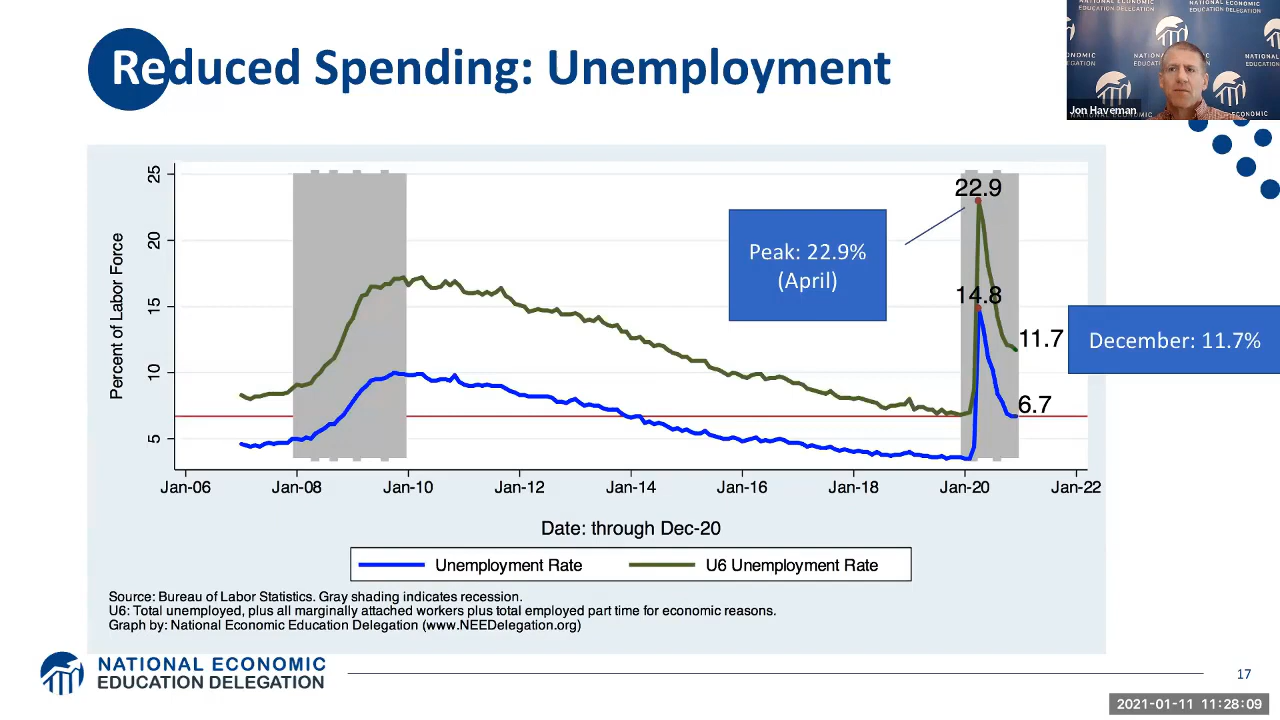 Reduced Spending: Unemployment
NATIONAL ECONOMIC
EDUCATION DELEGATION
Jon Haveman
Percent of Labor Force
25
20
15
10
5
22.9
14.8
11.7
6.7
Peak: 22.9%
(April)
December: 11.7%
Jan-06 Jan-08 Jan-10 Jan-12 Jan-14 Jan-16 Jan-18 Jan-20 Jan-22
Date: through Dec-20
Unemployment Rate U6 Unemployment Rate
Source: Bureau of Labor Statistics. Gray shading indicates recession.
U6: Total unemployed, plus all marginally attached workers plus total employed part time for economic reasons.
Graph by: National Economic Education Delegation (www.NEEDelegation.org)
NATIONAL ECONOMIC
EDUCATION DELEGATION
17
2021-01-11 11:28:09